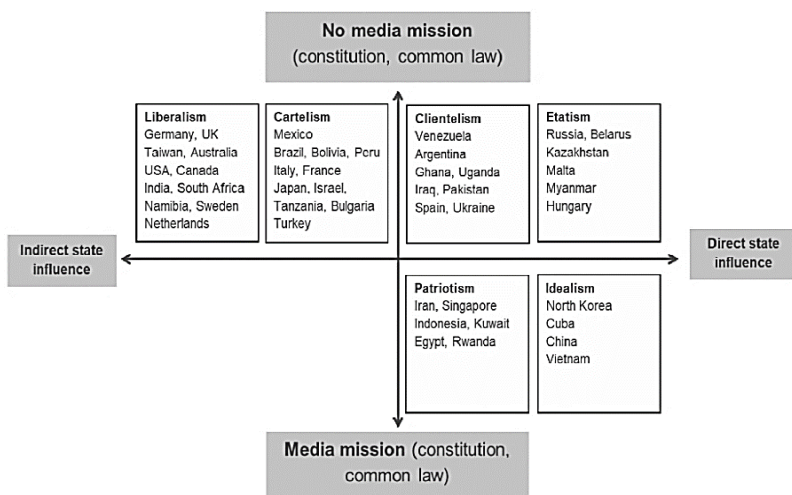 No media mission
(constitution, common law)
Liberalism
Germany, UK
Taiwan, Australia
USA, Canada
India, South Africa
Namibia, Sweden
Netherlands
Cartelism
Mexico
Brazil, Bolivia, Peru
Italy, France
Japan, Israel,
Tanzania, Bulgaria
Turkey
Clientelism
Venezuela
Argentina
Ghana, Uganda
Iraq, Pakistan
Spain, Ukraine
Etatism
Russia, Belarus
Kazakhstan
Malta
Myanmar
Hungary
Indirect state
influence
Direct state
influence
Patriotism
Iran, Singapore
Indonesia, Kuwait
Egypt, Rwanda
Idealism
North Korea
Cuba
China
Vietnam
Media mission (constitution,
common law)